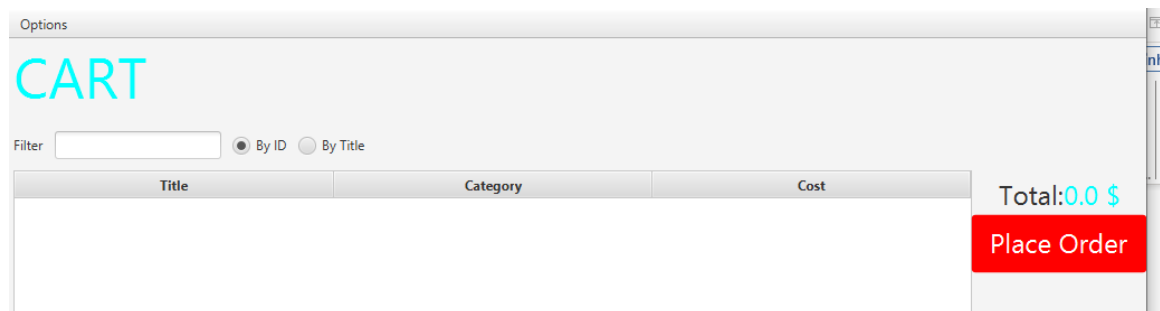 Options
CART
Filter By ID By Title
Title Category Cost
Total:0.0 $
Place Order